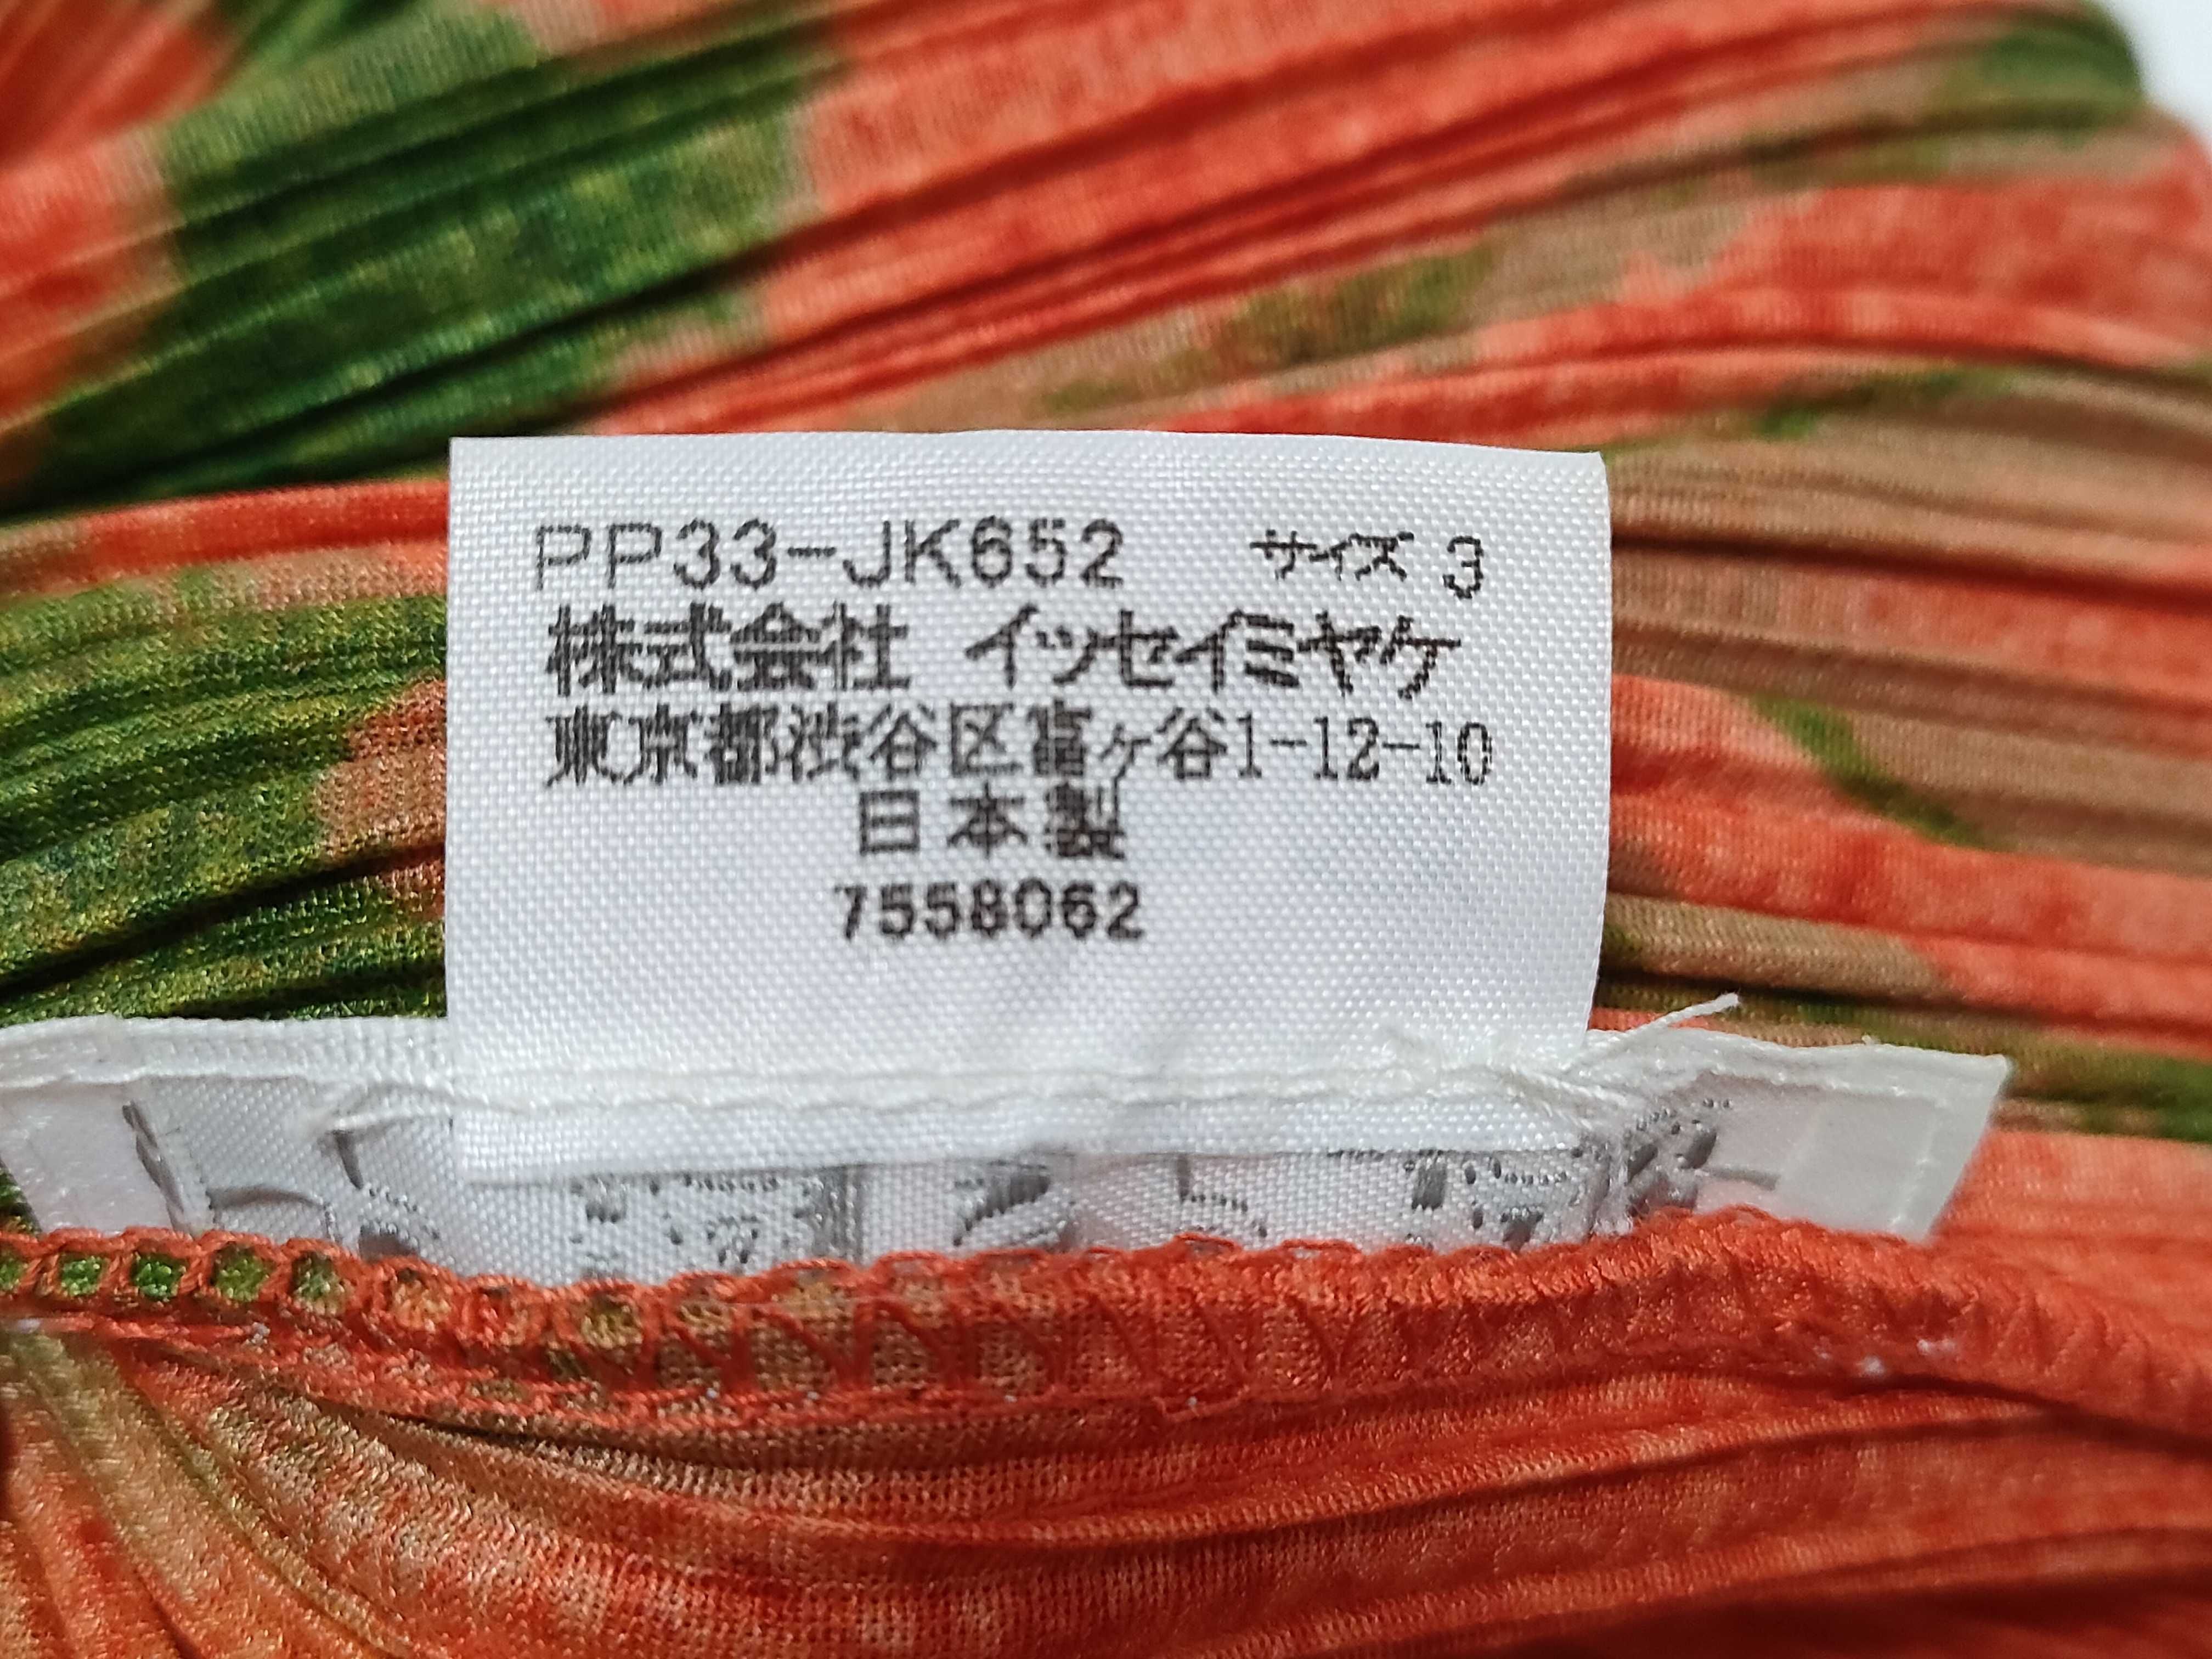 PP33-JK652 サイズ 3
株式会社 イッセイミヤケ
東京都渋谷区富ヶ谷1-12-10
日本製
7558062